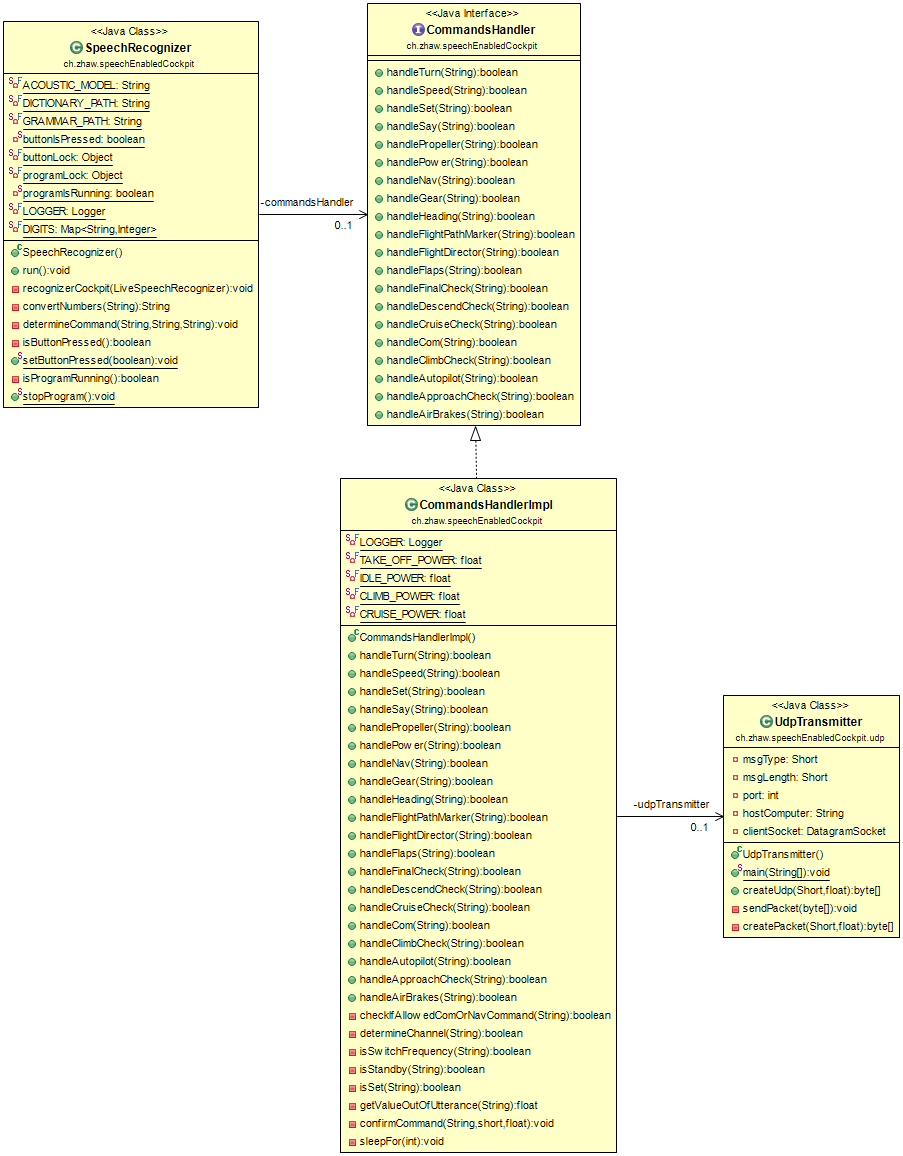 <<Java Class>>
SpeechRecognizer
ch.zhaw.speechEnabledCockpit
ACOUSTIC_MODEL: String
DICTIONARY_PATH: String
GRAMMAR_PATH: String
buttonIsPressed: boolean
buttonLock: Object
programLock: Object
programIsRunning: boolean
LOGGER: Logger
DIGITS: Map<String,Integer>
SpeechRecognizer()
run():void
recognizerCockpit(LiveSpeechRecognizer):void
convertNumbers(String):String
determineCommand(String,String,String):void
isButtonPressed():boolean
setButtonPressed(boolean):void
isProgramRunning():boolean
stopProgram():void
-commandsHandler
0..1
<<Java Interface>>
CommandsHandler
ch.zhaw.speechEnabledCockpit
handleTurn(String):boolean
handleSpeed(String):boolean
handleSet(String):boolean
handleSay(String):boolean
handlePropeller(String):boolean
handlePower(String):boolean
handleNav(String):boolean
handleGear(String):boolean
handleHeading(String):boolean
handleFlightPathMarker(String):boolean
handleFlightDirector(String):boolean
handleFlaps(String):boolean
handleFinalCheck(String):boolean
handleDescendCheck(String):boolean
handleCruiseCheck(String):boolean
handleCom(String):boolean
handleClimbCheck(String):boolean
handleAutopilot(String):boolean
handleApproachCheck(String):boolean
handleAirBrakes(String):boolean
<<Java Class>>
CommandsHandlerImpl
ch.zhaw.speechEnabledCockpit
LOGGER: Logger
TAKE_OFF_POWER: float
IDLE_POWER: float
CLIMB_POWER: float
CRUISE_POWER: float
CommandsHandlerImpl()
handleTurn(String):boolean
handleSpeed(String):boolean
handleSet(String):boolean
handleSay(String):boolean
handlePropeller(String):boolean
handlePower(String):boolean
handleNav(String):boolean
handleGear(String):boolean
handleHeading(String):boolean
handleFlightPathMarker(String):boolean
handleFlightDirector(String):boolean
handleFlaps(String):boolean
handleFinalCheck(String):boolean
handleDescendCheck(String):boolean
handleCruiseCheck(String):boolean
handleCom(String):boolean
handleClimbCheck(String):boolean
handleAutopilot(String):boolean
handleApproachCheck(String):boolean
handleAirBrakes(String):boolean
checkIfAllowedComOrNavCommand(String):boolean
determineChannel(String):boolean
isSwitchFrequency(String):boolean
isStandby(String):boolean
isSet(String):boolean
getValueOutOfUtterance(String):float
confirmCommand(String,short,float):void
sleepFor(int):void
-udpTransmitter
0..1
<<Java Class>>
UdpTransmitter
ch.zhaw.speechEnabledCockpit.udp
msgType: Short
msgLength: Short
port: int
hostComputer: String
clientSocket: DatagramSocket
UdpTransmitter()
main(String[]):void
createUdp(Short,float):byte[]
sendPacket(byte[]):void
createPacket(Short,float):byte[]